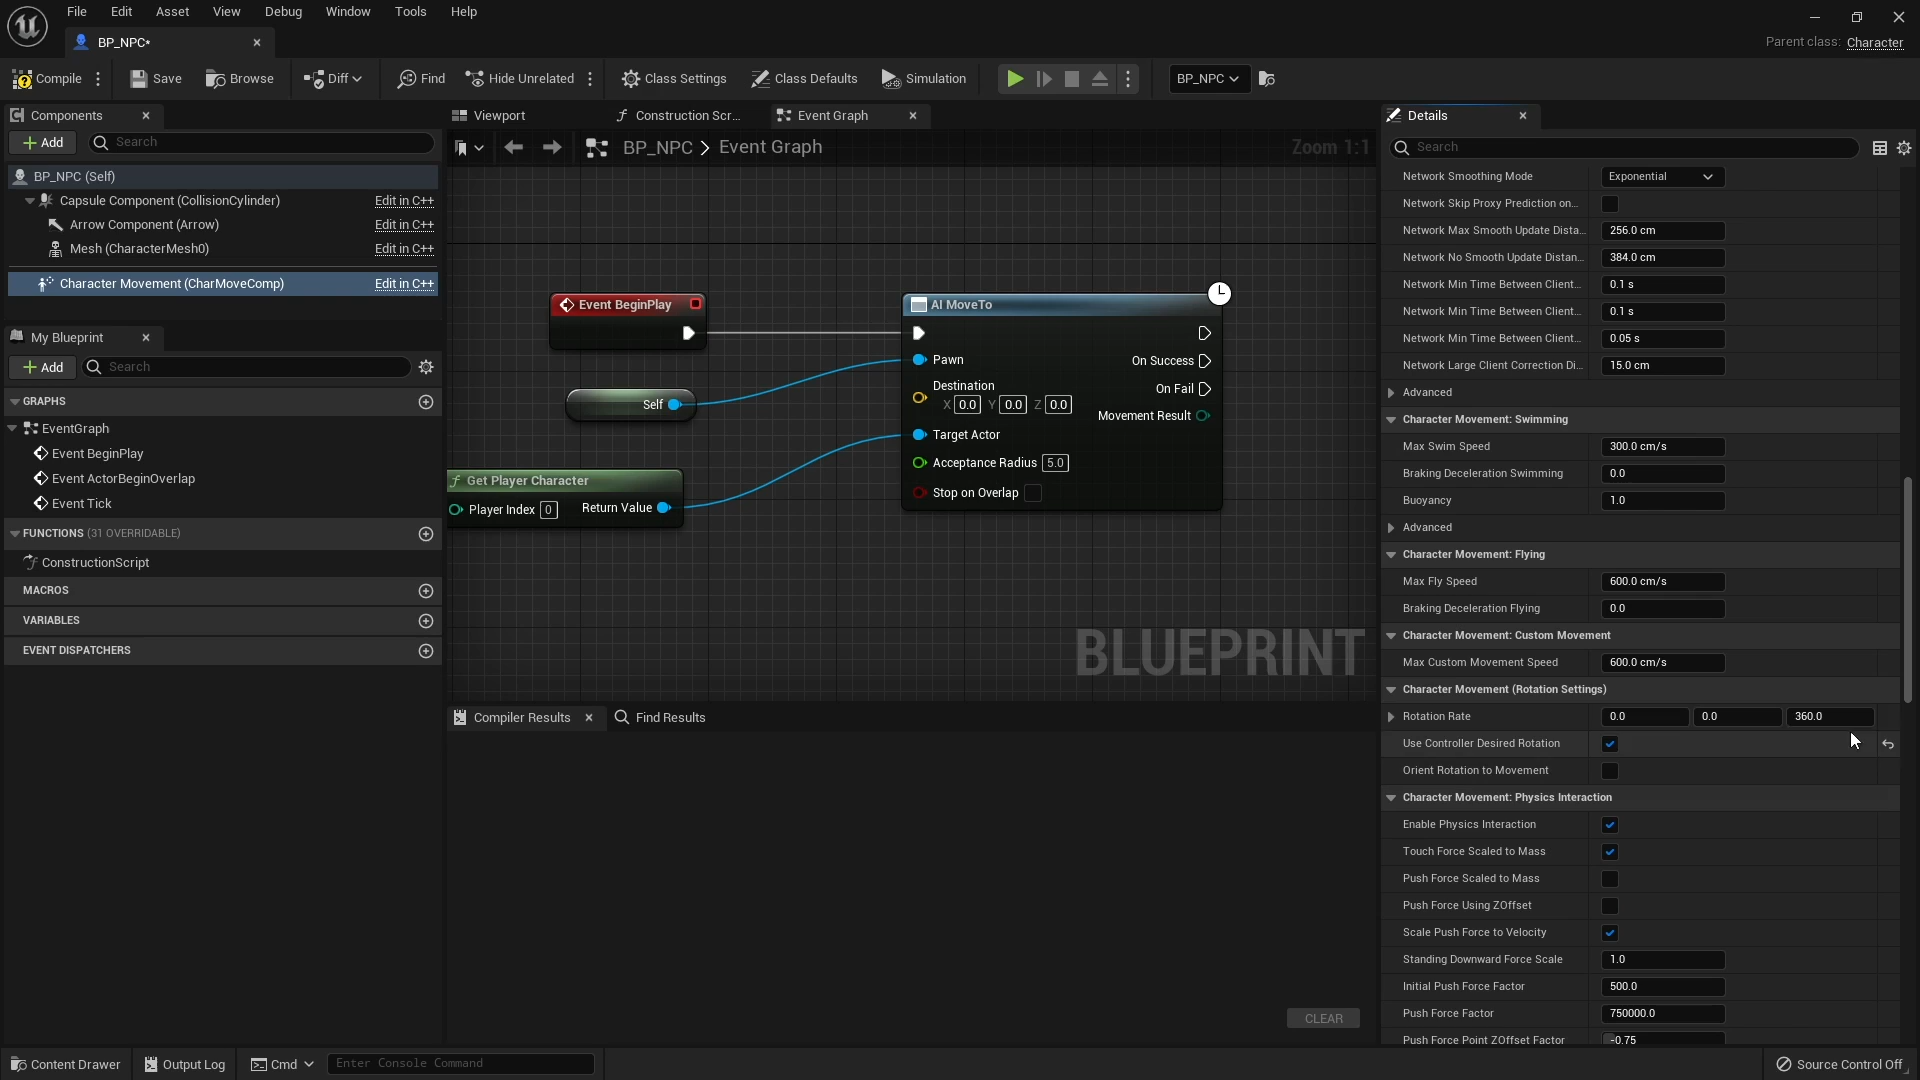 File Edit Asset View Debug Window Tools Help
BP_NPC*
Parent class: Character
Compile Save Browse Diff Find Hide Unrelated Class Settings Class Defaults Simulation BP_NPC
Components
Add Search
BP_NPC (Self)
Capsule Component (CollisionCylinder) Edit in C++
Arrow Component (Arrow) Edit in C++
Mesh (CharacterMesh0) Edit in C++
Character Movement (CharMoveComp) Edit in C++
My Blueprint
Add Search
GRAPHS
EventGraph
Event BeginPlay
Event ActorBeginOverlap
Event Tick
FUNCTIONS (31 OVERRIDABLE)
ConstructionScript
MACROS
VARIABLES
EVENT DISPATCHERS
Viewport Construction Scr... Event Graph
BP_NPC > Event Graph Zoom 1:1
Event BeginPlay
Self
Get Player Character
Player Index 0 Return Value
AI MoveTo
Pawn On Success
Destination On Fail
X 0.0 Y 0.0 Z 0.0
Movement Result
Target Actor
Acceptance Radius 5.0
Stop on Overlap
BLUEPRINT
Compiler Results Find Results
CLEAR
Details
Search
Network Smoothing Mode Exponential
Network Skip Proxy Prediction on...
Network Max Smooth Update Dista... 256.0 cm
Network No Smooth Update Distan... 384.0 cm
Network Min Time Between Client... 0.1 s
Network Min Time Between Client... 0.1 s
Network Min Time Between Client... 0.05 s
Network Large Client Correction Di... 15.0 cm
Advanced
Character Movement: Swimming
Max Swim Speed 300.0 cm/s
Braking Deceleration Swimming 0.0
Buoyancy 1.0
Advanced
Character Movement: Flying
Max Fly Speed 600.0 cm/s
Braking Deceleration Flying 0.0
Character Movement: Custom Movement
Max Custom Movement Speed 600.0 cm/s
Character Movement (Rotation Settings)
Rotation Rate 0.0 0.0 360.0
Use Controller Desired Rotation
Orient Rotation to Movement
Character Movement: Physics Interaction
Enable Physics Interaction
Touch Force Scaled to Mass
Push Force Scaled to Mass
Push Force Using ZOffset
Scale Push Force to Velocity
Standing Downward Force Scale 1.0
Initial Push Force Factor 500.0
Push Force Factor 750000.0
Push Force Point ZOffset Factor -0.75
Content Drawer Output Log Cmd Enter Console Command Source Control Off